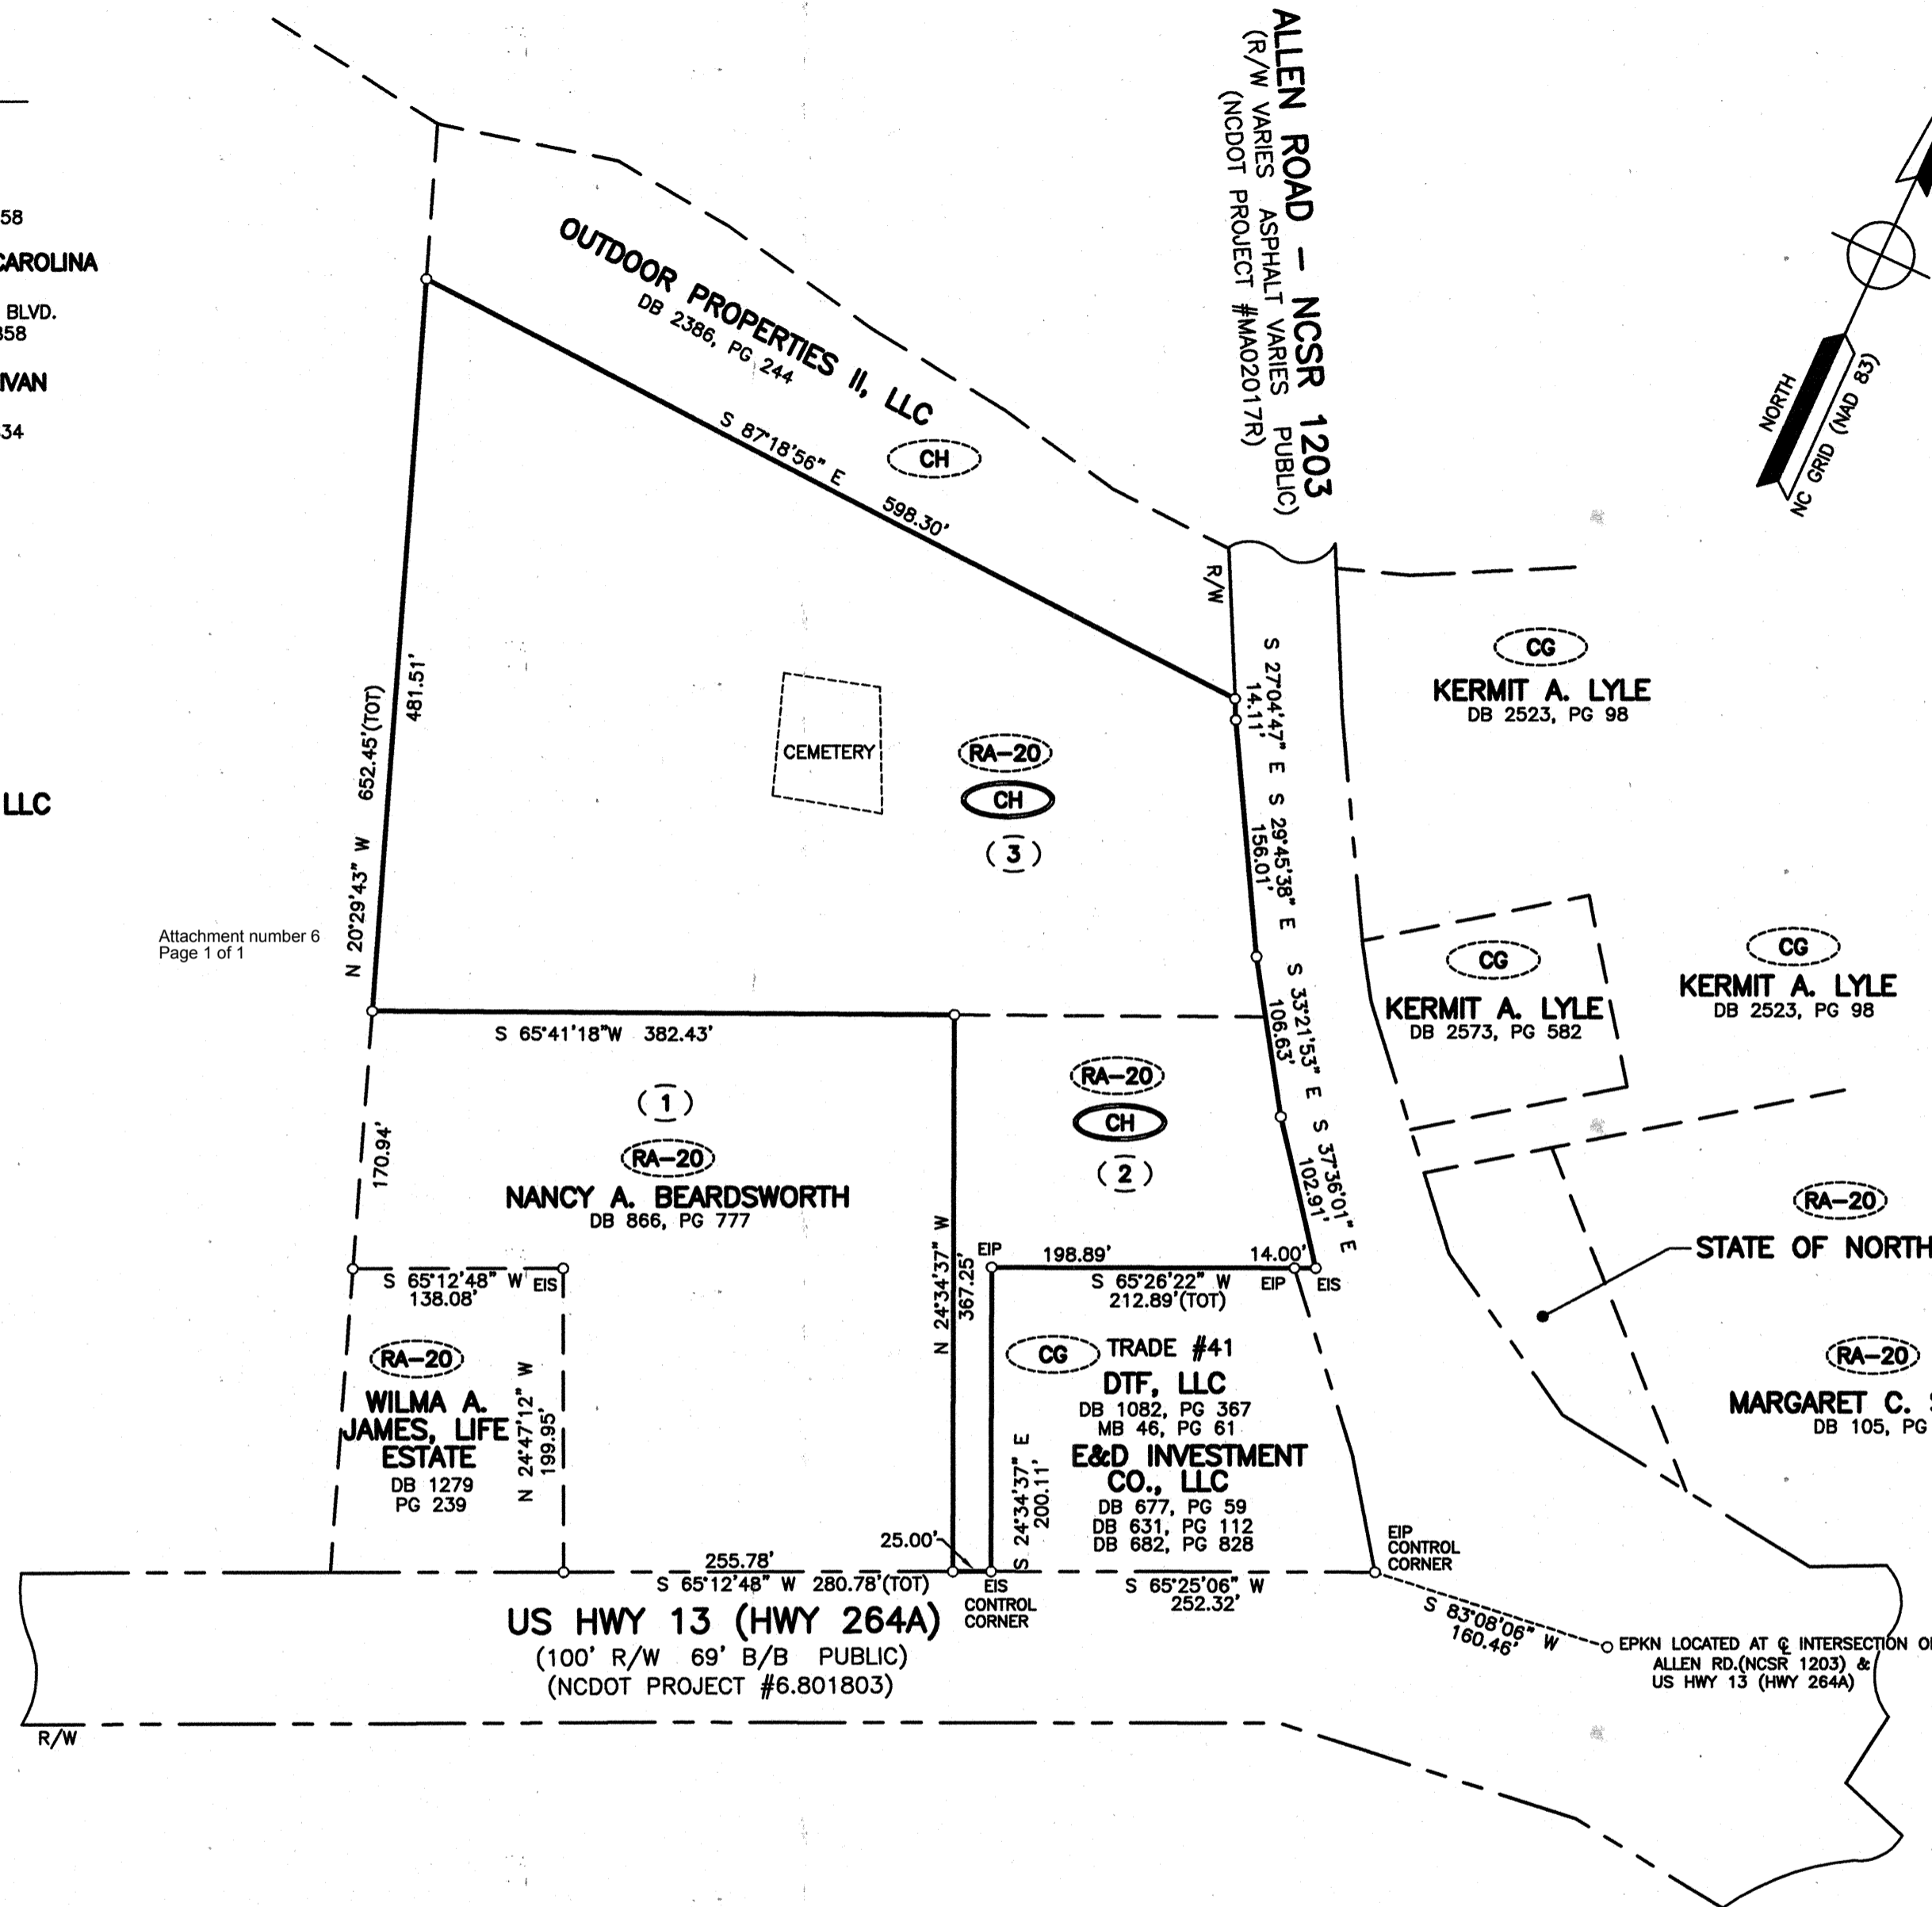 58
CAROLINA
BLVD.
858
IVAN
34
LLC
Attachment number 6
Page 1 of 1
ALLEN ROAD - NCSR 1203
(R/W VARIES ASPHALT VARIES PUBLIC)
(NCDOT PROJECT #MA02017R)
NORTH
NC GRID (NAD 83)
OUTDOOR PROPERTIES II, LLC
DB 2386, PG 244
CH
S 87°18'56" E 598.30'
R/W
S 27°04'47" E
14.11'
S 29°45'38" E
156.01'
S 33°21'53" E
106.63'
S 37°36'01" E
102.91'
N 20°29'43" W 652.45'(TOT)
481.51'
CEMETERY
RA-20
CH
(3)
CG
KERMIT A. LYLE
DB 2523, PG 98
CG
KERMIT A. LYLE
DB 2573, PG 582
CG
KERMIT A. LYLE
DB 2523, PG 98
S 65°41'18"W 382.43'
(1)
RA-20
NANCY A. BEARDSWORTH
DB 866, PG 777
170.94'
RA-20
CH
(2)
N 24°34'37" W
367.25'
EIP
198.89'
14.00'
S 65°26'22" W
212.89'(TOT)
EIP
EIS
S 65°12'48" W
138.08'
EIS
RA-20
WILMA A.
JAMES, LIFE
ESTATE
DB 1279
PG 239
N 24°47'12" W
199.95'
CG
TRADE #41
DTF, LLC
DB 1082, PG 367
MB 46, PG 61
E&D INVESTMENT
CO., LLC
DB 677, PG 59
DB 631, PG 112
DB 682, PG 828
S 24°34'37" E
200.11'
25.00'
255.78'
S 65°12'48" W 280.78'(TOT)
EIS
CONTROL
CORNER
S 65°25'06" W
252.32'
EIP
CONTROL
CORNER
S 83°08'06" W
160.46'
EPKN LOCATED AT ℄ INTERSECTION O
ALLEN RD.(NCSR 1203) &
US HWY 13 (HWY 264A)
RA-20
STATE OF NORTH
RA-20
MARGARET C.
DB 105, PG
US HWY 13 (HWY 264A)
(100' R/W 69' B/B PUBLIC)
(NCDOT PROJECT #6.801803)
R/W